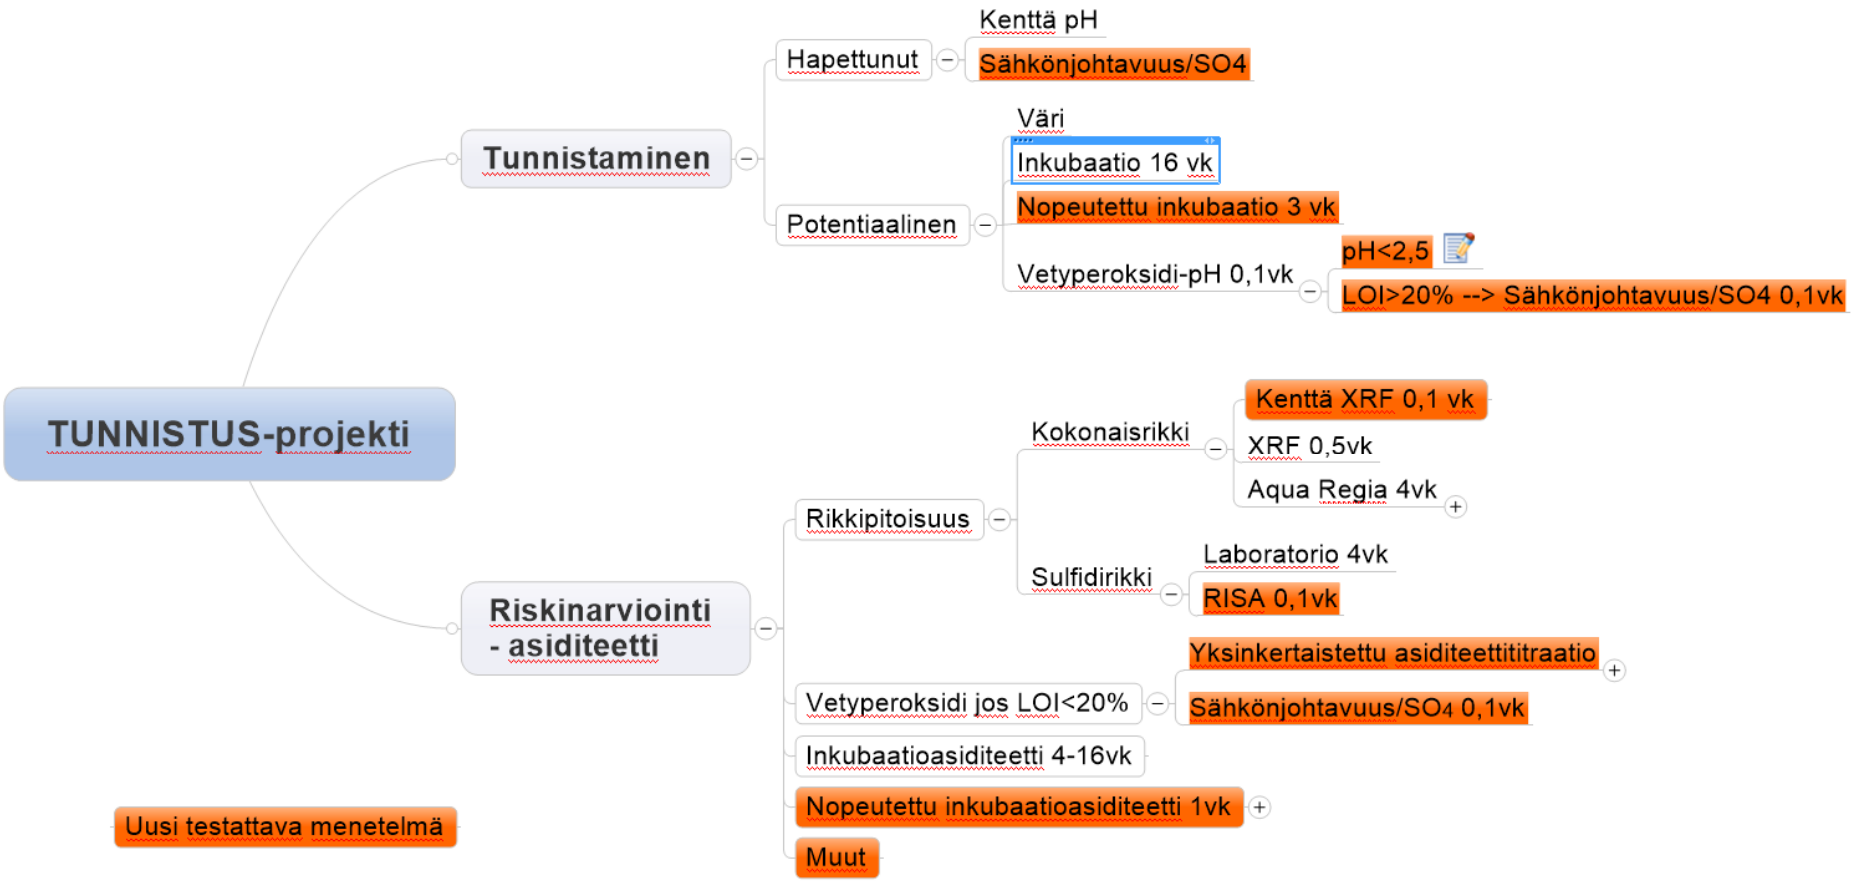 TUNNISTUS-projekti
Tunnistaminen
Hapettunut
Kenttä pH
Sähkönjohtavuus/SO4
Potentiaalinen
Väri
Inkubaatio 16 vk
Nopeutettu inkubaatio 3 vk
Vetyperoksidi-pH 0,1vk
pH<2,5
LOI>20% --> Sähkönjohtavuus/SO4 0,1vk
Riskinarviointi
- asiditeetti
Rikkipitoisuus
Kokonaisrikki
Kenttä XRF 0,1 vk
XRF 0,5vk
Aqua Regia 4vk
Sulfidirikki
Laboratorio 4vk
RISA 0,1vk
Vetyperoksidi jos LOI<20%
Yksinkertaistettu asiditeettititraatio
Sähkönjohtavuus/SO4 0,1vk
Inkubaatioasiditeetti 4-16vk
Nopeutettu inkubaatioasiditeetti 1vk
Muut
Uusi testattava menetelmä